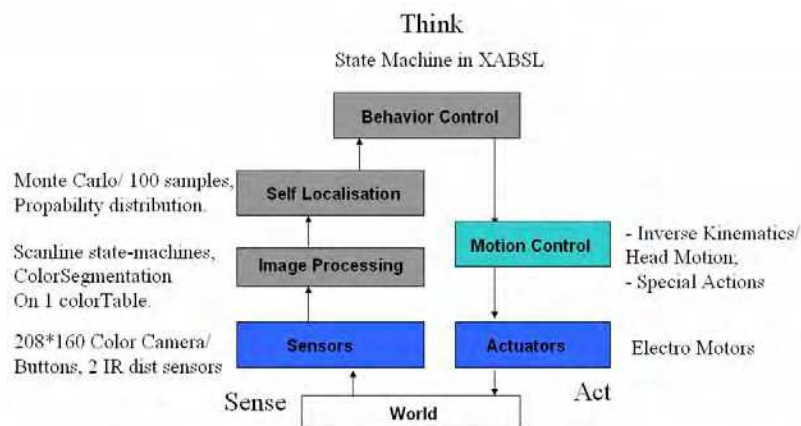 Think
State Machine in XABSL
Behavior Control
Monte Carlo/ 100 samples,
Propability distribution.
Self Localisation
Scanline state-machines,
ColorSegmentation
On 1 colorTable.
Image Processing
Motion Control
- Inverse Kinematics/
Head Motion;
- Special Actions
208*160 Color Camera/
Buttons, 2 IR dist sensors
Sensors
Actuators
Electro Motors
Sense
World
Act